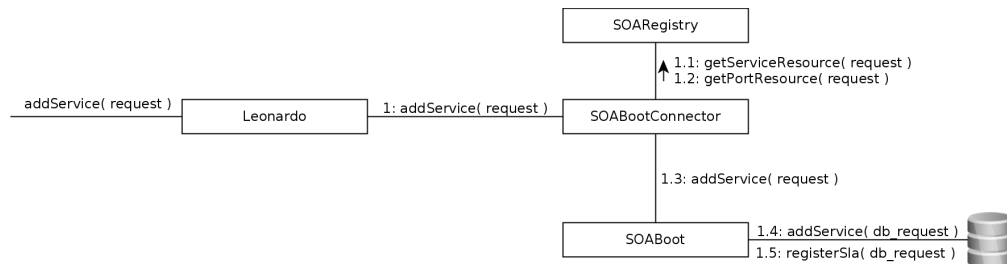 SOARegistry
1.1: getServiceResource( request )
1.2: getPortResource( request )
addService( request )
Leonardo
1: addService( request )
SOABootConnector
1.3: addService( request )
SOABoot
1.4: addService( db_request )
1.5: registerSla( db_request )